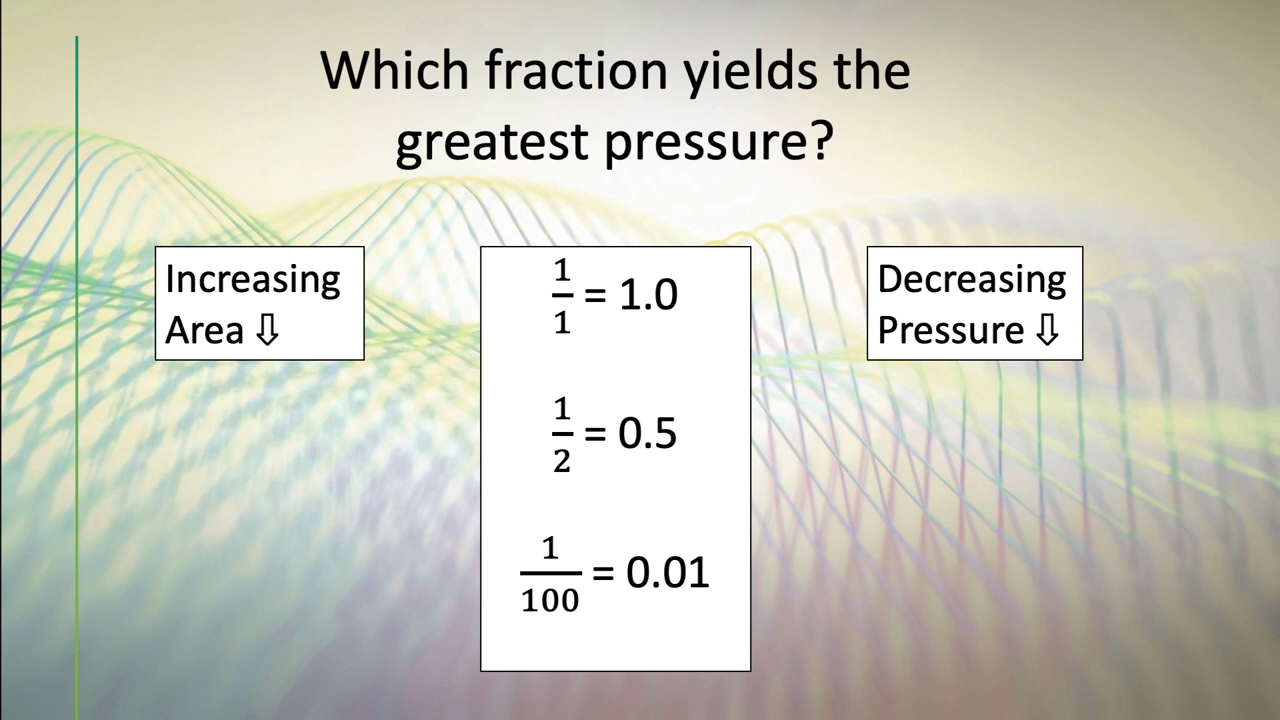 Which fraction yields the
greatest pressure?
Increasing
Area ⇩
1/1 = 1.0
1/2 = 0.5
1/100 = 0.01
Decreasing
Pressure ⇩